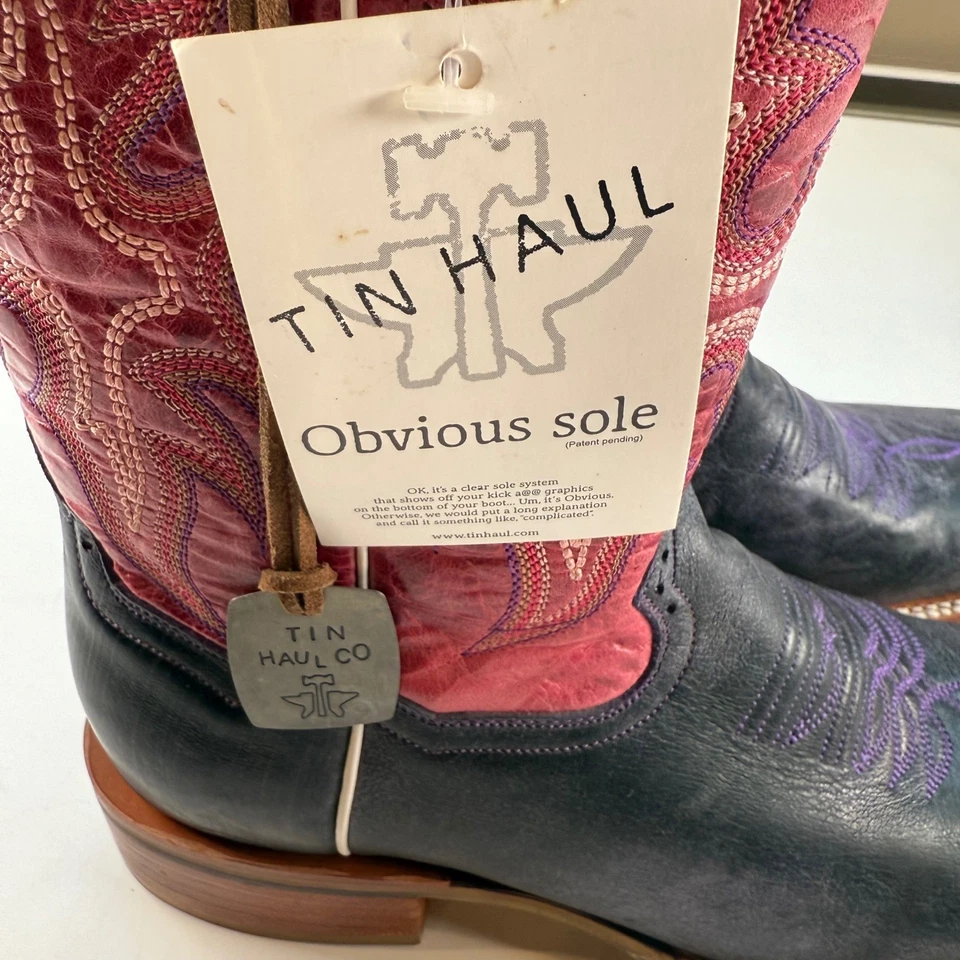 TIN HAUL
Obvious sole
(Patent pending)
OK, it's a clear sole system
that shows off your kick a@@ graphics
on the bottom of your boot... Um, it's Obvious.
Otherwise, we would put a long explanation
and call it something like, "complicated".
www.tinhaul.com
TIN
HAUL CO